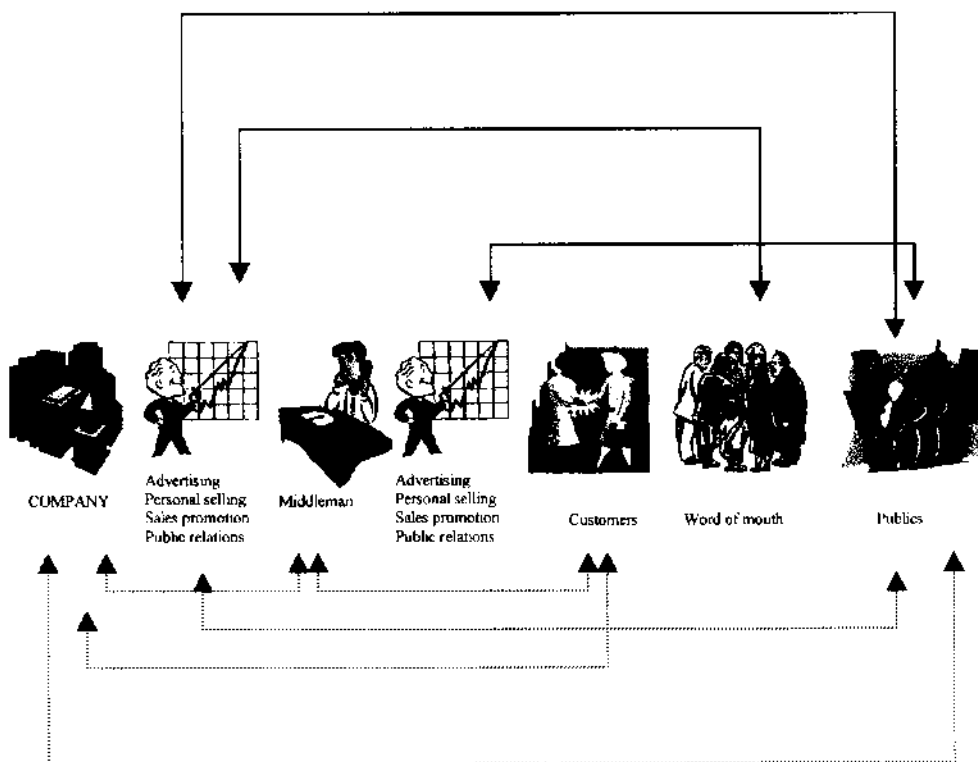 COMPANY
Advertising
Personal selling
Sales promotion
Public relations
Middleman
Advertising
Personal selling
Sales promotion
Public relations
Customers
Word of mouth
Publics